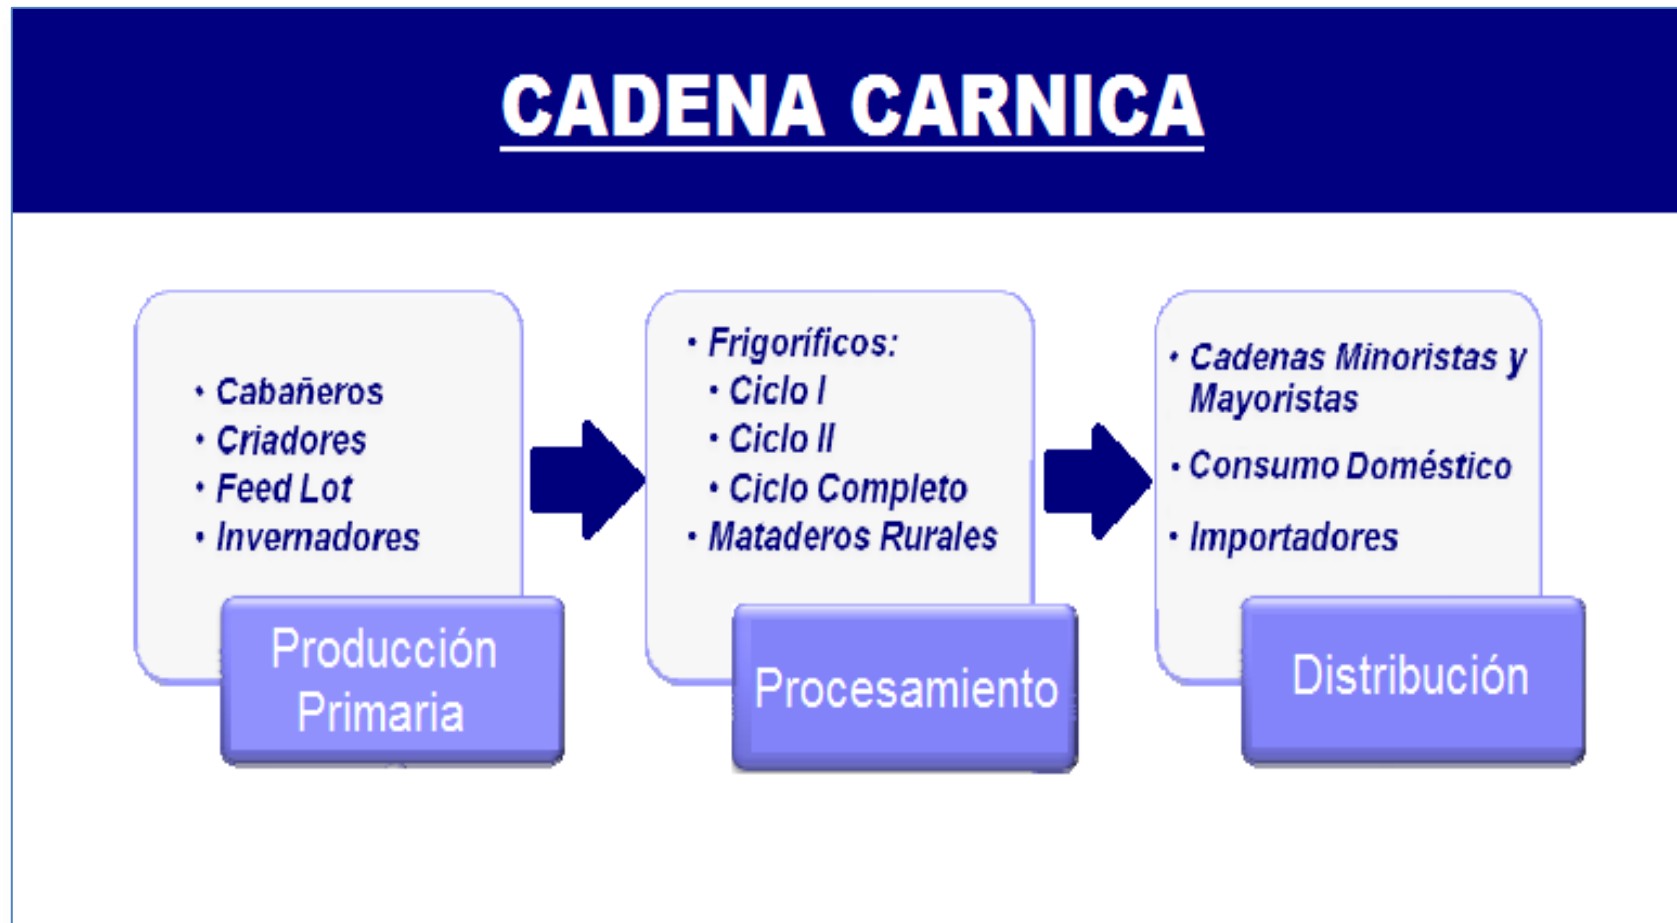 CADENA CARNICA
• Cabañeros
• Criadores
• Feed Lot
• Invernadores
Producción
Primaria
• Frigoríficos:
• Ciclo I
• Ciclo II
• Ciclo Completo
• Mataderos Rurales
Procesamiento
• Cadenas Minoristas y
Mayoristas
• Consumo Doméstico
• Importadores
Distribución